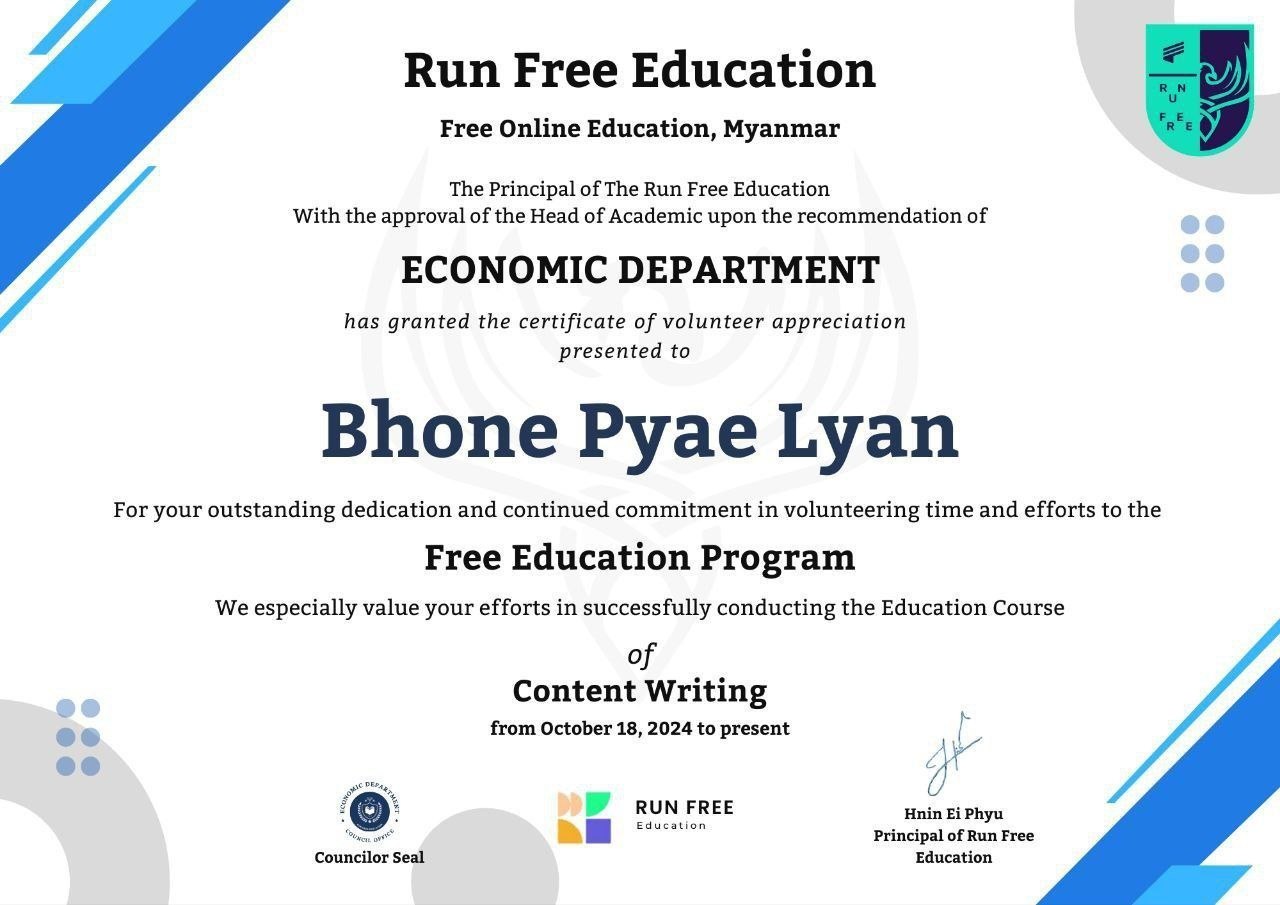 Run Free Education
Free Online Education, Myanmar
The Principal of The Run Free Education
With the approval of the Head of Academic upon the recommendation of
ECONOMIC DEPARTMENT
has granted the certificate of volunteer appreciation
presented to
Bhone Pyae Lyan
For your outstanding dedication and continued commitment in volunteering time and efforts to the
Free Education Program
We especially value your efforts in successfully conducting the Education Course
of
Content Writing
from October 18, 2024 to present
RUN
FREE
ECONOMIC DEPARTMENT
COUNCIL OFFICE
Councilor Seal
RUN FREE
Education
Hnin Ei Phyu
Principal of Run Free
Education